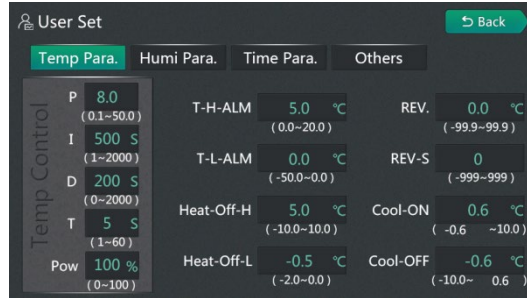 User Set
Back
Temp Para. Humi Para. Time Para. Others
Temp Control
P 8.0
( 0.1~50.0 )
I 500 S
( 1~2000 )
D 200 S
( 0~2000 )
T 5 S
( 1~60 )
Pow 100 %
( 0~100 )
T-H-ALM 5.0 ℃
( 0.0~20.0 )
T-L-ALM 0.0 ℃
( -50.0~0.0 )
Heat-Off-H 5.0 ℃
( -10.0~10.0 )
Heat-Off-L -0.5 ℃
( -2.0~0.0 )
REV. 0.0 ℃
( -99.9~99.9 )
REV-S 0
( -999~999 )
Cool-ON 0.6 ℃
( -0.6 ~10.0 )
Cool-OFF -0.6 ℃
( -10.0~ 0.6 )